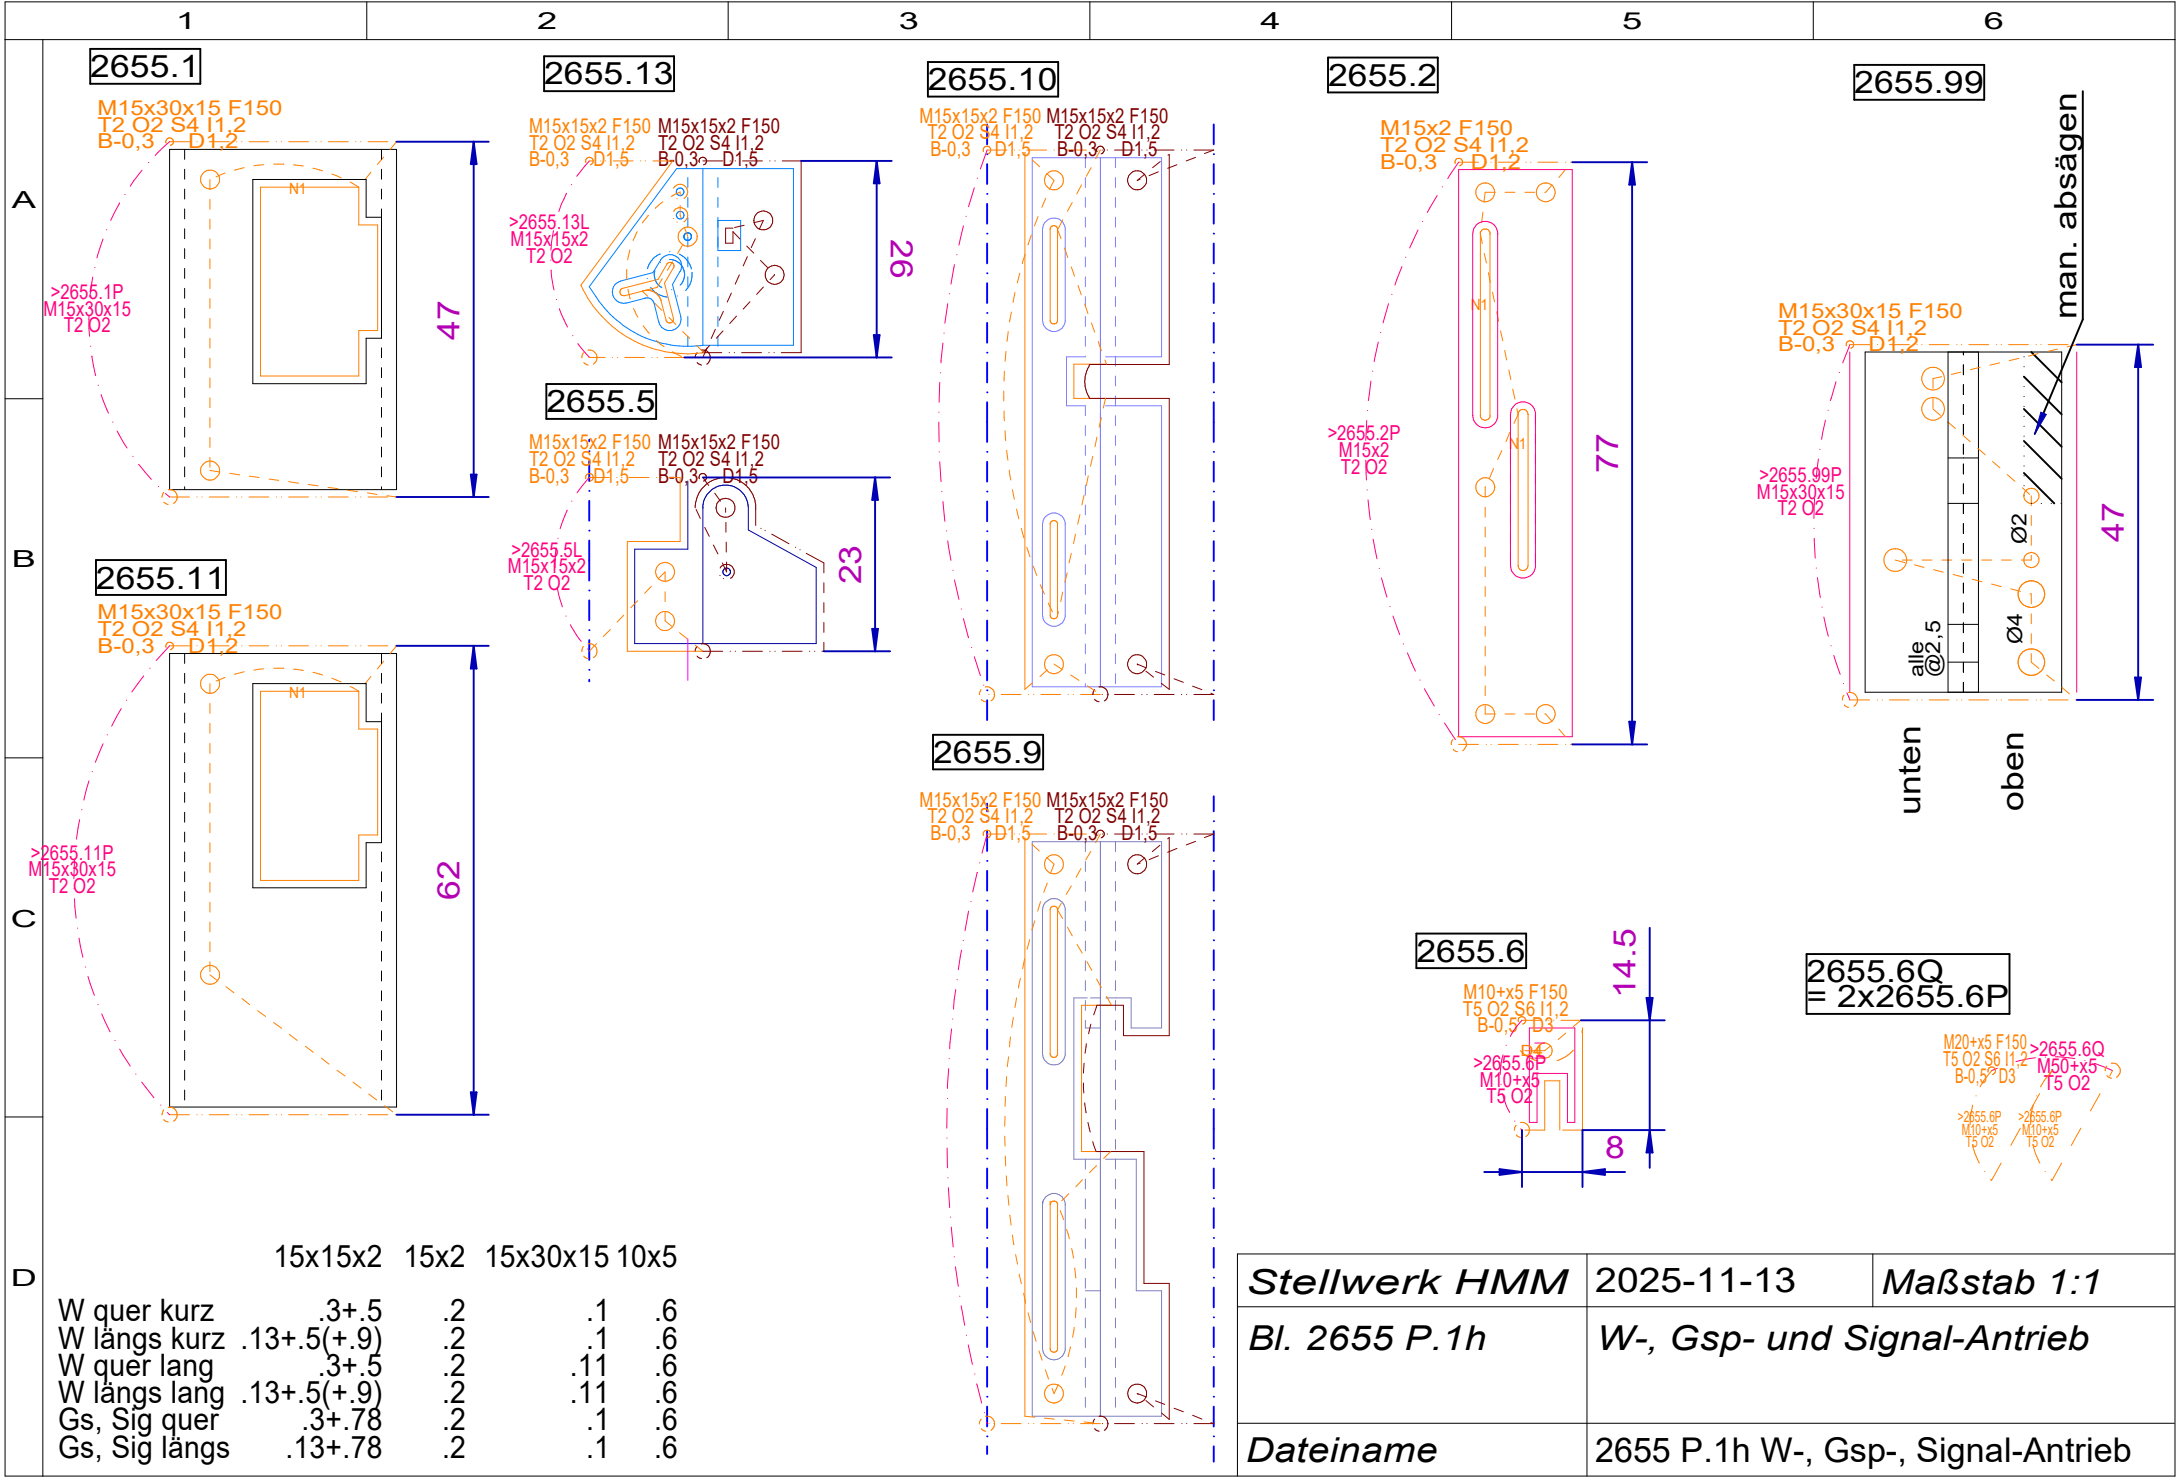 1 2 3 4 5 6
A
B
C
D
2655.1
M15x30x15 F150
T2 O2 S4 I1,2
B-0,3 D1,2
>2655.1P
M15x30x15
T2 O2
N1
47
2655.13
M15x15x2 F150 M15x15x2 F150
T2 O2 S4 I1,2 T2 O2 S4 I1,2
B-0,3 D1,5 B-0,3 D1,5
>2655.13L
M15x15x2
T2 O2
26
2655.10
M15x15x2 F150 M15x15x2 F150
T2 O2 S4 I1,2 T2 O2 S4 I1,2
B-0,3 D1,5 B-0,3 D1,5
2655.2
M15x2 F150
T2 O2 S4 I1,2
B-0,3 D1,2
N1
N1
>2655.2P
M15x2
T2 O2
77
2655.99
man. absägen
M15x30x15 F150
T2 O2 S4 I1,2
B-0,3 D1,2
>2655.99P
M15x30x15
T2 O2
Ø2
Ø4
alle
@2,5
47
unten
oben
2655.5
M15x15x2 F150 M15x15x2 F150
T2 O2 S4 I1,2 T2 O2 S4 I1,2
B-0,3 D1,5 B-0,3 D1,5
>2655.5L
M15x15x2
T2 O2
23
2655.11
M15x30x15 F150
T2 O2 S4 I1,2
B-0,3 D1,2
N1
>2655.11P
M15x30x15
T2 O2
62
2655.9
M15x15x2 F150 M15x15x2 F150
T2 O2 S4 I1,2 T2 O2 S4 I1,2
B-0,3 D1,5 B-0,3 D1,5
2655.6
M10+x5 F150
T5 O2 S6 I1,2
B-0,5 D3
>2655.6P
M10+x5
T5 O2
14.5
8
2655.6Q
= 2x2655.6P
M20+x5 F150
T5 O2 S6 I1,2
B-0,5 D3
>2655.6Q
M50+x5
T5 O2
>2655.6P >2655.6P
M10+x5 M10+x5
T5 O2 T5 O2
15x15x2 15x2 15x30x15 10x5
W quer kurz .3+.5 .2 .1 .6
W längs kurz .13+.5(+.9) .2 .1 .6
W quer lang .3+.5 .2 .11 .6
W längs lang .13+.5(+.9) .2 .11 .6
Gs, Sig quer .3+.78 .2 .1 .6
Gs, Sig längs .13+.78 .2 .1 .6
Stellwerk HMM 2025-11-13 Maßstab 1:1
Bl. 2655 P.1h W-, Gsp- und Signal-Antrieb
Dateiname 2655 P.1h W-, Gsp-, Signal-Antrieb